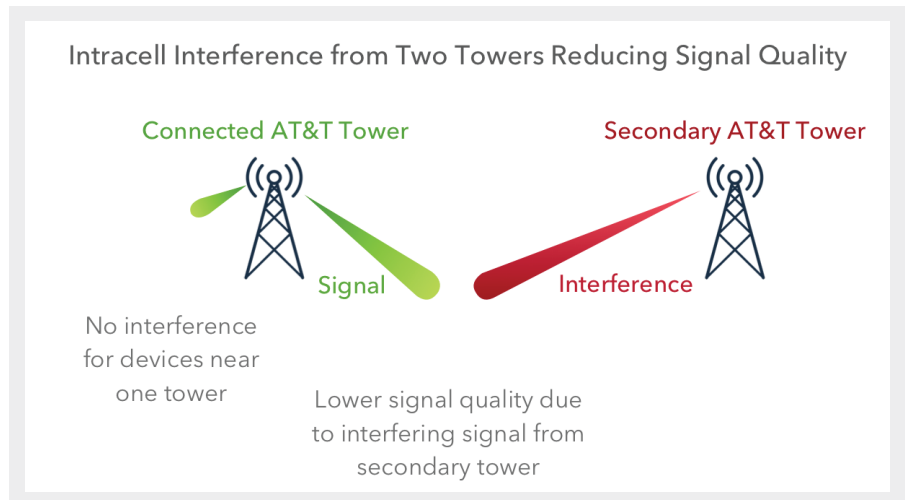 Intracell Interference from Two Towers Reducing Signal Quality
Connected AT&T Tower
Secondary AT&T Tower
Signal
Interference
No interference
for devices near
one tower
Lower signal quality due
to interfering signal from
secondary tower